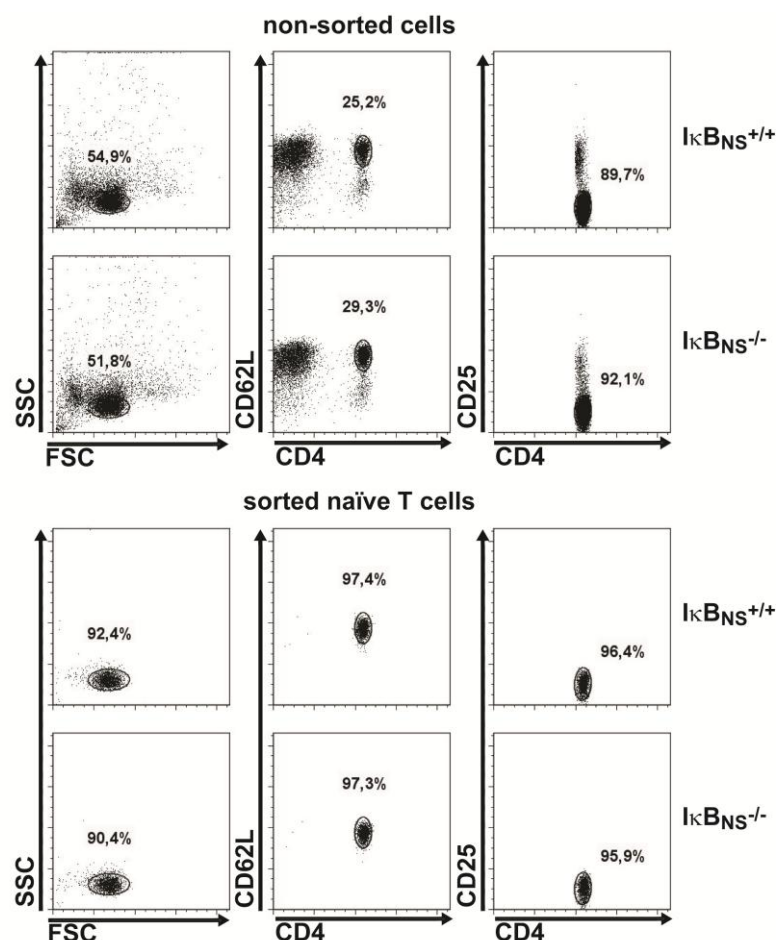 non-sorted cells
54,9%
25,2%
89,7%
IκBNS+/+
51,8%
29,3%
92,1%
IκBNS-/-
SSC
CD62L
CD25
FSC
CD4
CD4
sorted naïve T cells
92,4%
97,4%
96,4%
IκBNS+/+
90,4%
97,3%
95,9%
IκBNS-/-
SSC
CD62L
CD25
FSC
CD4
CD4